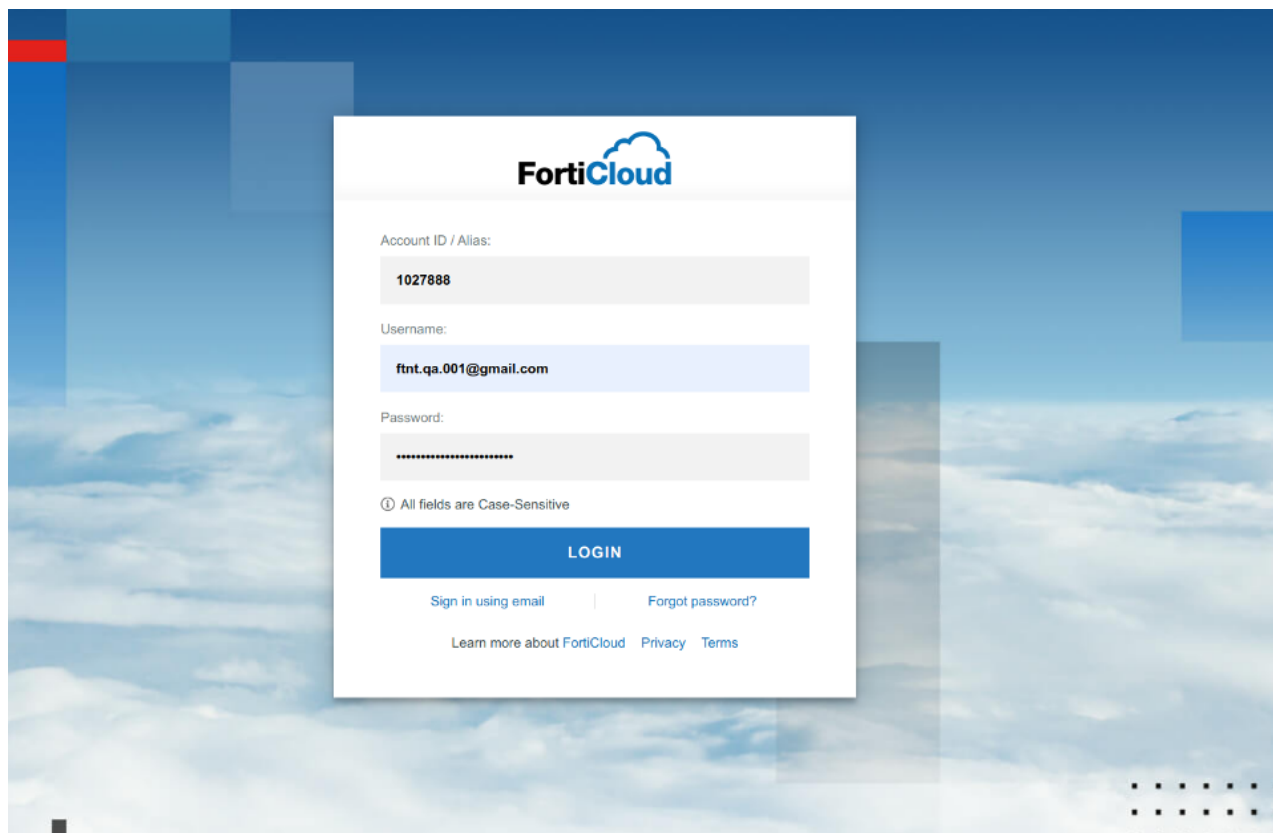 FortiCloud
Account ID / Alias:
1027888
Username:
ftnt.qa.001@gmail.com
Password:
••••••••••••••••••••••••
All fields are Case-Sensitive
LOGIN
Sign in using email Forgot password?
Learn more about FortiCloud Privacy Terms